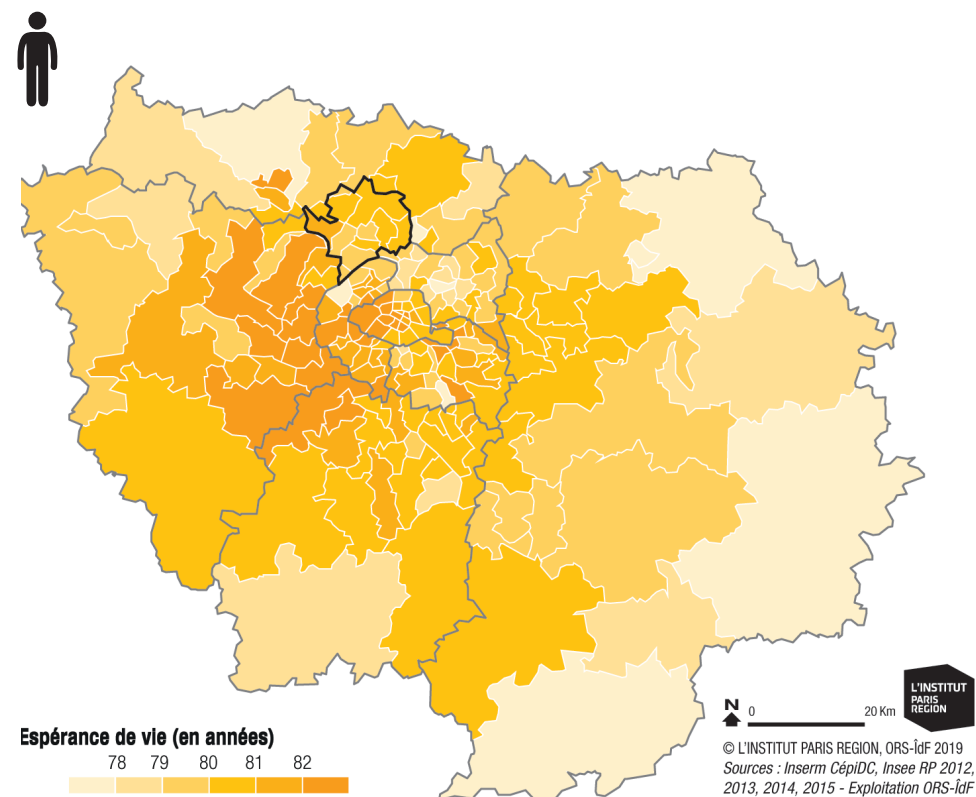 Espérance de vie (en années)
78 79 80 81 82
N 0 20 Km
L'INSTITUT
PARIS
REGION
© L'INSTITUT PARIS REGION, ORS-ÎdF 2019
Sources : Inserm CépiDC, Insee RP 2012,
2013, 2014, 2015 - Exploitation ORS-ÎdF